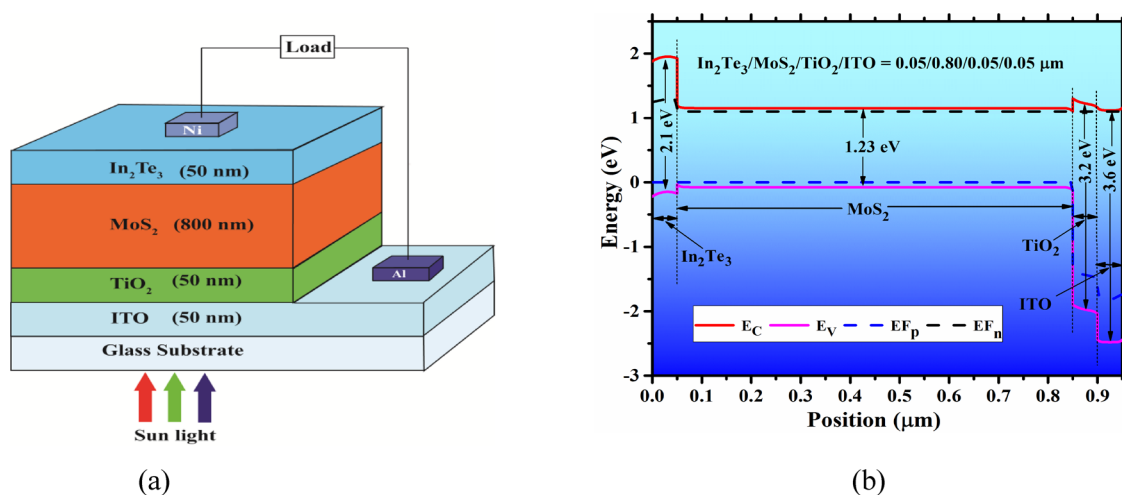 Load
Ni
In₂Te₃ (50 nm)
MoS₂ (800 nm)
TiO₂ (50 nm)
Al
ITO (50 nm)
Glass Substrate
Sun light
(a)
In₂Te₃/MoS₂/TiO₂/ITO = 0.05/0.80/0.05/0.05 μm
2.1 eV
1.23 eV
3.2 eV
3.6 eV
MoS₂
In₂Te₃
TiO₂
ITO
E_C E_V EF_p EF_n
Energy (eV)
2
1
0
-1
-2
-3
0.0 0.1 0.2 0.3 0.4 0.5 0.6 0.7 0.8 0.9
Position (μm)
(b)